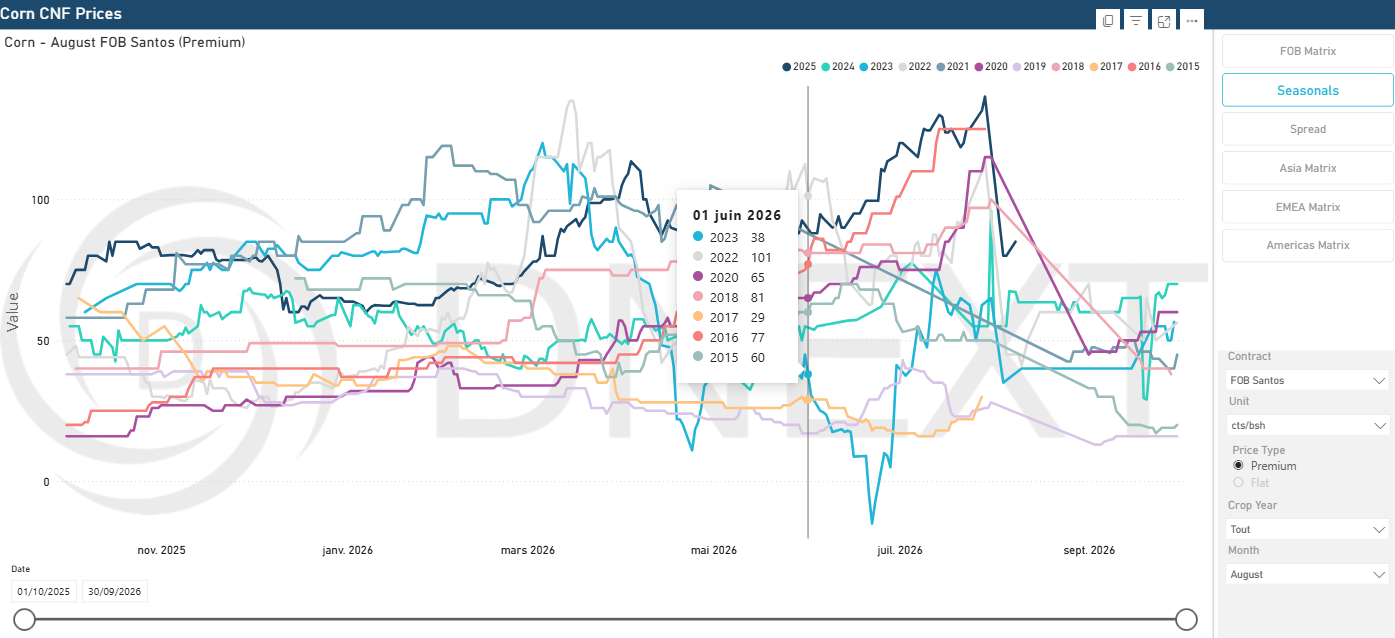 Corn CNF Prices
Corn - August FOB Santos (Premium)
2025 2024 2023 2022 2021 2020 2019 2018 2017 2016 2015
Value
100
50
0
01 juin 2026
2023 38
2022 101
2020 65
2018 81
2017 29
2016 77
2015 60
nov. 2025 janv. 2026 mars 2026 mai 2026 juil. 2026 sept. 2026
DNEXT
Date
01/10/2025 30/09/2026
FOB Matrix
Seasonals
Spread
Asia Matrix
EMEA Matrix
Americas Matrix
Contract
FOB Santos
Unit
cts/bsh
Price Type
Premium
Flat
Crop Year
Tout
Month
August